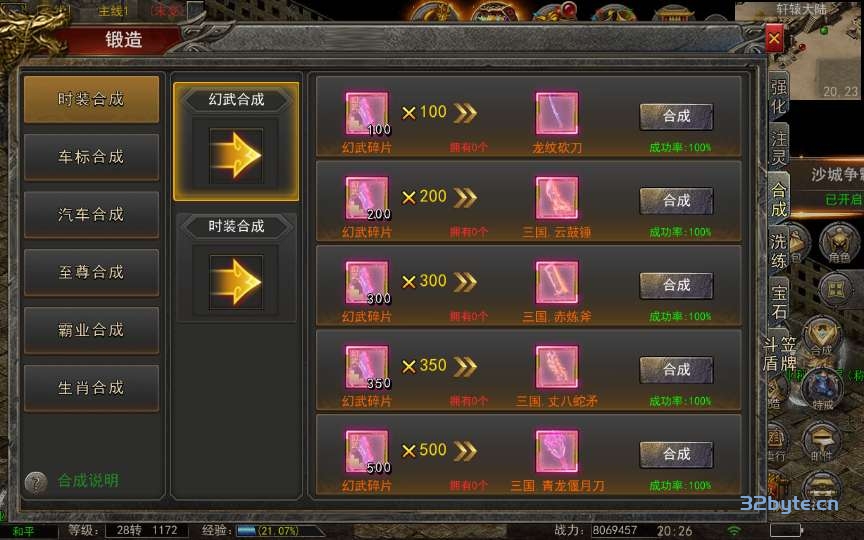 主线1
轩辕大陆
锻造
20, 23
时装合成
车标合成
汽车合成
至尊合成
霸业合成
生肖合成
合成说明
幻武合成
时装合成
100
×100
合成
幻武碎片
拥有0个
龙纹砍刀
成功率:100%
200
×200
合成
幻武碎片
拥有0个
三国.云鼓锤
成功率:100%
300
×300
合成
幻武碎片
拥有0个
三国.赤炼斧
成功率:100%
350
×350
合成
幻武碎片
拥有0个
三国.丈八蛇矛
成功率:100%
500
×500
合成
幻武碎片
拥有0个
三国 青龙偃月刀
成功率:100%
强化
注灵
合成
洗练
宝石
斗笠
盾牌
沙城争霸
已开启
包
角色
合成
特戒
邮件
32byte.cn
和平
等级: 28转 1172
经验: (21.07%)
战力: 8069457
20:26